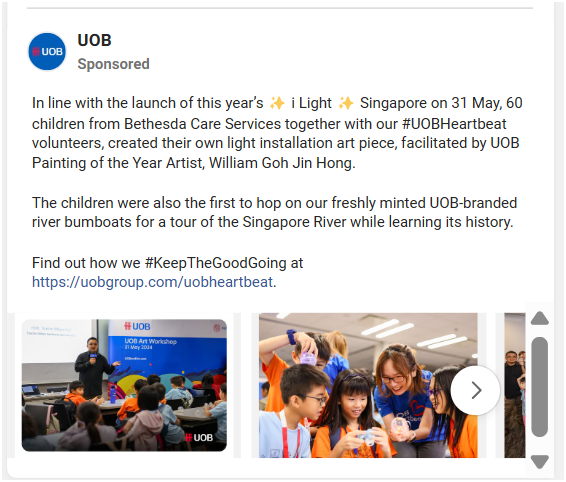 UOB
UOB
Sponsored
In line with the launch of this year's ✨ i Light ✨ Singapore on 31 May, 60
children from Bethesda Care Services together with our #UOBHeartbeat
volunteers, created their own light installation art piece, facilitated by UOB
Painting of the Year Artist, William Goh Jin Hong.
The children were also the first to hop on our freshly minted UOB-branded
river bumboats for a tour of the Singapore River while learning its history.
Find out how we #KeepTheGoodGoing at
https://uobgroup.com/uobheartbeat.
UOB
UOB Art Workshop
31 May 2024
UOB